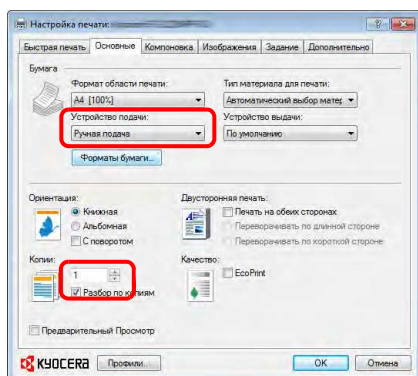 Настройка печати:
Быстрая печать Основные Компоновка Изображения Задание Дополнительно
Бумага
Формат области печати: Тип материала для печати:
A4 [100%] Автоматический выбор матер
Устройство подачи: Устройство выдачи:
Ручная подача По умолчанию
Форматы бумаги...
Ориентация: Двусторонняя печать:
Книжная Печать на обеих сторонах
Альбомная Переворачивать по длинной стороне
С поворотом Переворачивать по короткой стороне
Копии: Качество:
1 EcoPrint
Разбор по копиям
Предварительный Просмотр
KYOCERA Профили... OK Отмена